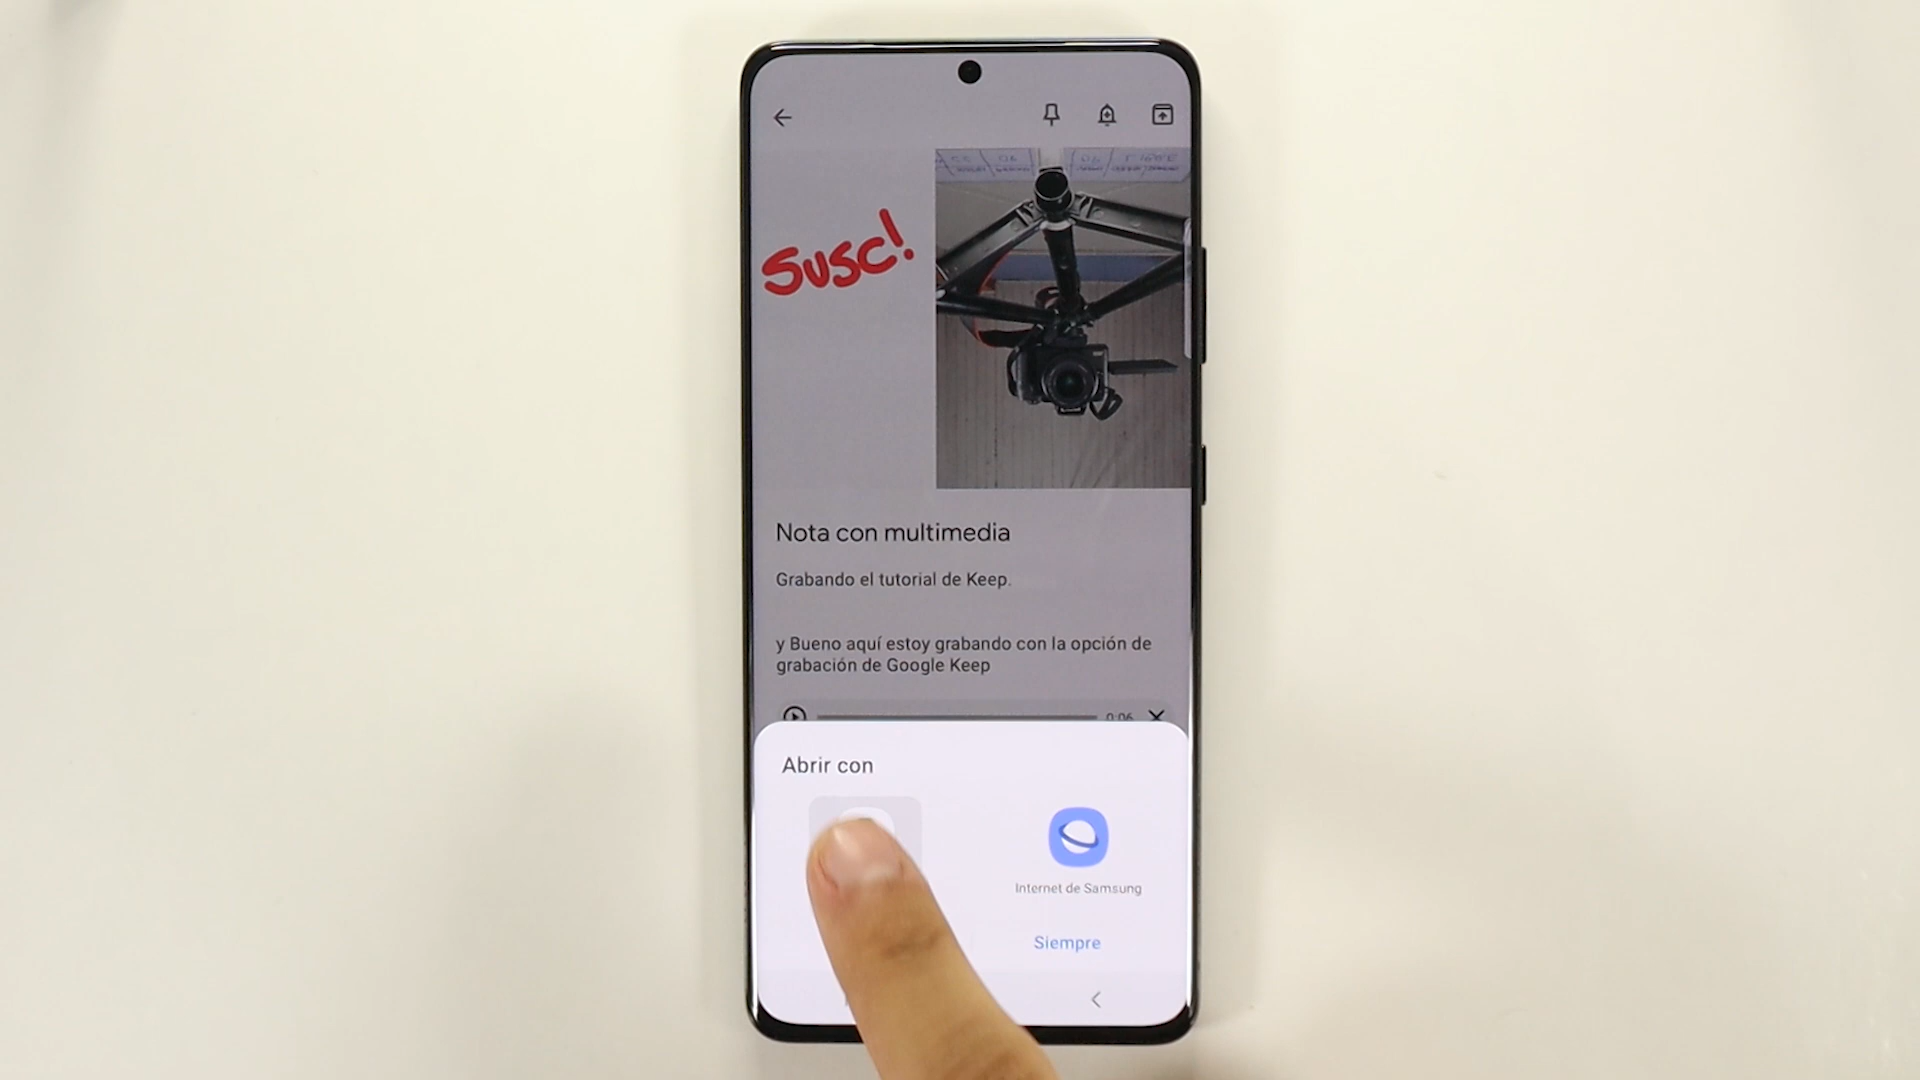 susc!
Nota con multimedia
Grabando el tutorial de Keep.
y Bueno aquí estoy grabando con la opción de
grabación de Google Keep
0:06
Abrir con
Internet de Samsung
Siempre